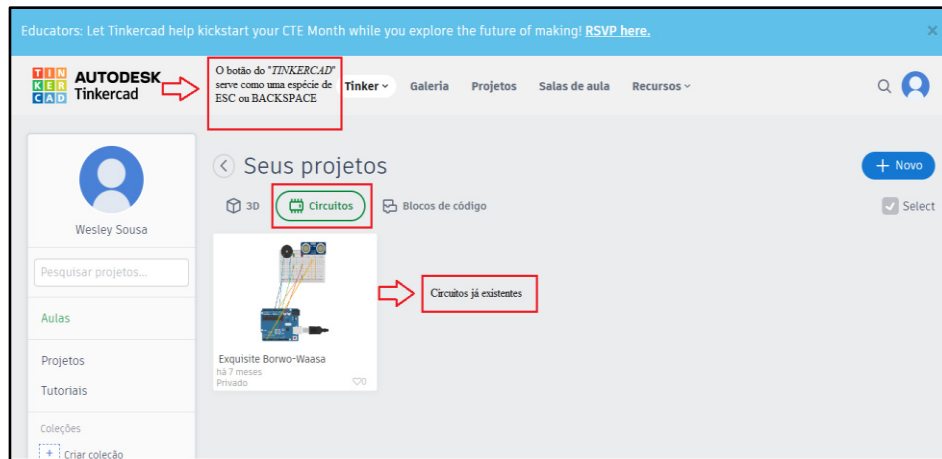 Educators: Let Tinkercad help kickstart your CTE Month while you explore the future of making! RSVP here.
TIN
KER
CAD
AUTODESK
Tinkercad
O botão do "TINKERCAD"
serve como uma espécie de
ESC ou BACKSPACE
Tinker
Galeria
Projetos
Salas de aula
Recursos
Wesley Sousa
Pesquisar projetos...
Aulas
Projetos
Tutoriais
Coleções
+ Criar coleção
Seus projetos
+ Novo
3D
Circuitos
Blocos de código
Select
Exquisite Borwo-Waasa
há 7 meses
Privado
0
Circuitos já existentes